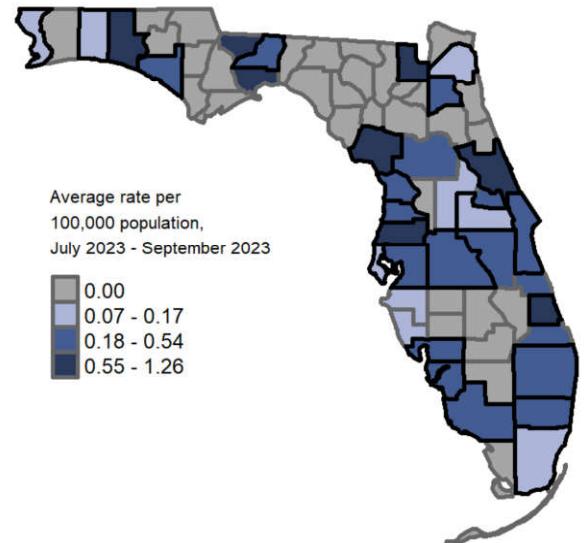 Average rate per
100,000 population,
July 2023 - September 2023
0.00
0.07 - 0.17
0.18 - 0.54
0.55 - 1.26